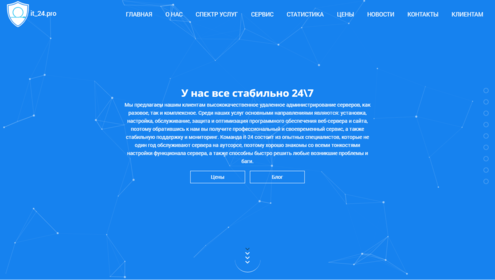 it_24.pro
ГЛАВНАЯ О НАС СПЕКТР УСЛУГ СЕРВИС СТАТИСТИКА ЦЕНЫ НОВОСТИ КОНТАКТЫ КЛИЕНТАМ
У нас все стабильно 24\7
Мы предлагаем нашим клиентам высококачественное удаленное администрирование серверов, как
разовое, так и комплексное. Среди наших услуг основными направлениями являются: установка,
настройка, обслуживание, защита и оптимизация программного обеспечения веб-сервера и сайта,
поэтому обратившись к нам вы получите профессиональный и своевременный сервис, а также
стабильную поддержку и мониторинг. Команда it-24 состоит из опытных специалистов, которые не
один год обслуживают сервера на аутсорсе, поэтому хорошо знакомы со всеми тонкостями
настройки функционала сервера, а также способны быстро решить любые возникшие проблемы и
баги.
Цены Блог